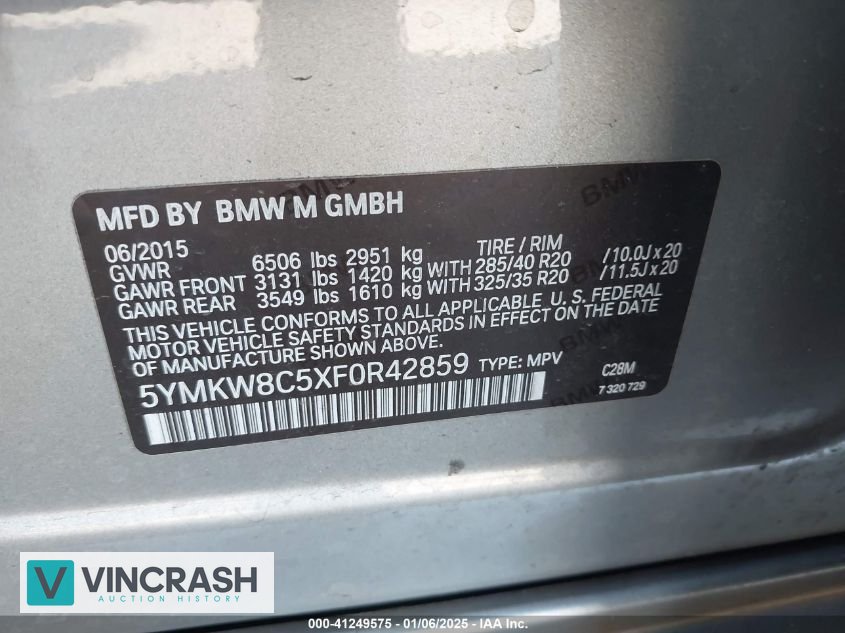 MFD BY BMW M GMBH
06/2015 TIRE / RIM
GVWR 6506 lbs 2951 kg
GAWR FRONT 3131 lbs 1420 kg WITH 285/40 R20 /10.0J x 20
GAWR REAR 3549 lbs 1610 kg WITH 325/35 R20 /11.5J x 20
THIS VEHICLE CONFORMS TO ALL APPLICABLE U. S. FEDERAL
MOTOR VEHICLE SAFETY STANDARDS IN EFFECT ON THE DATE
OF MANUFACTURE SHOWN ABOVE.
5YMKW8C5XF0R42859 TYPE: MPV C28M
7 320 729
V VINCRASH
AUCTION HISTORY
000-41249575 - 01/06/2025 - IAA Inc.